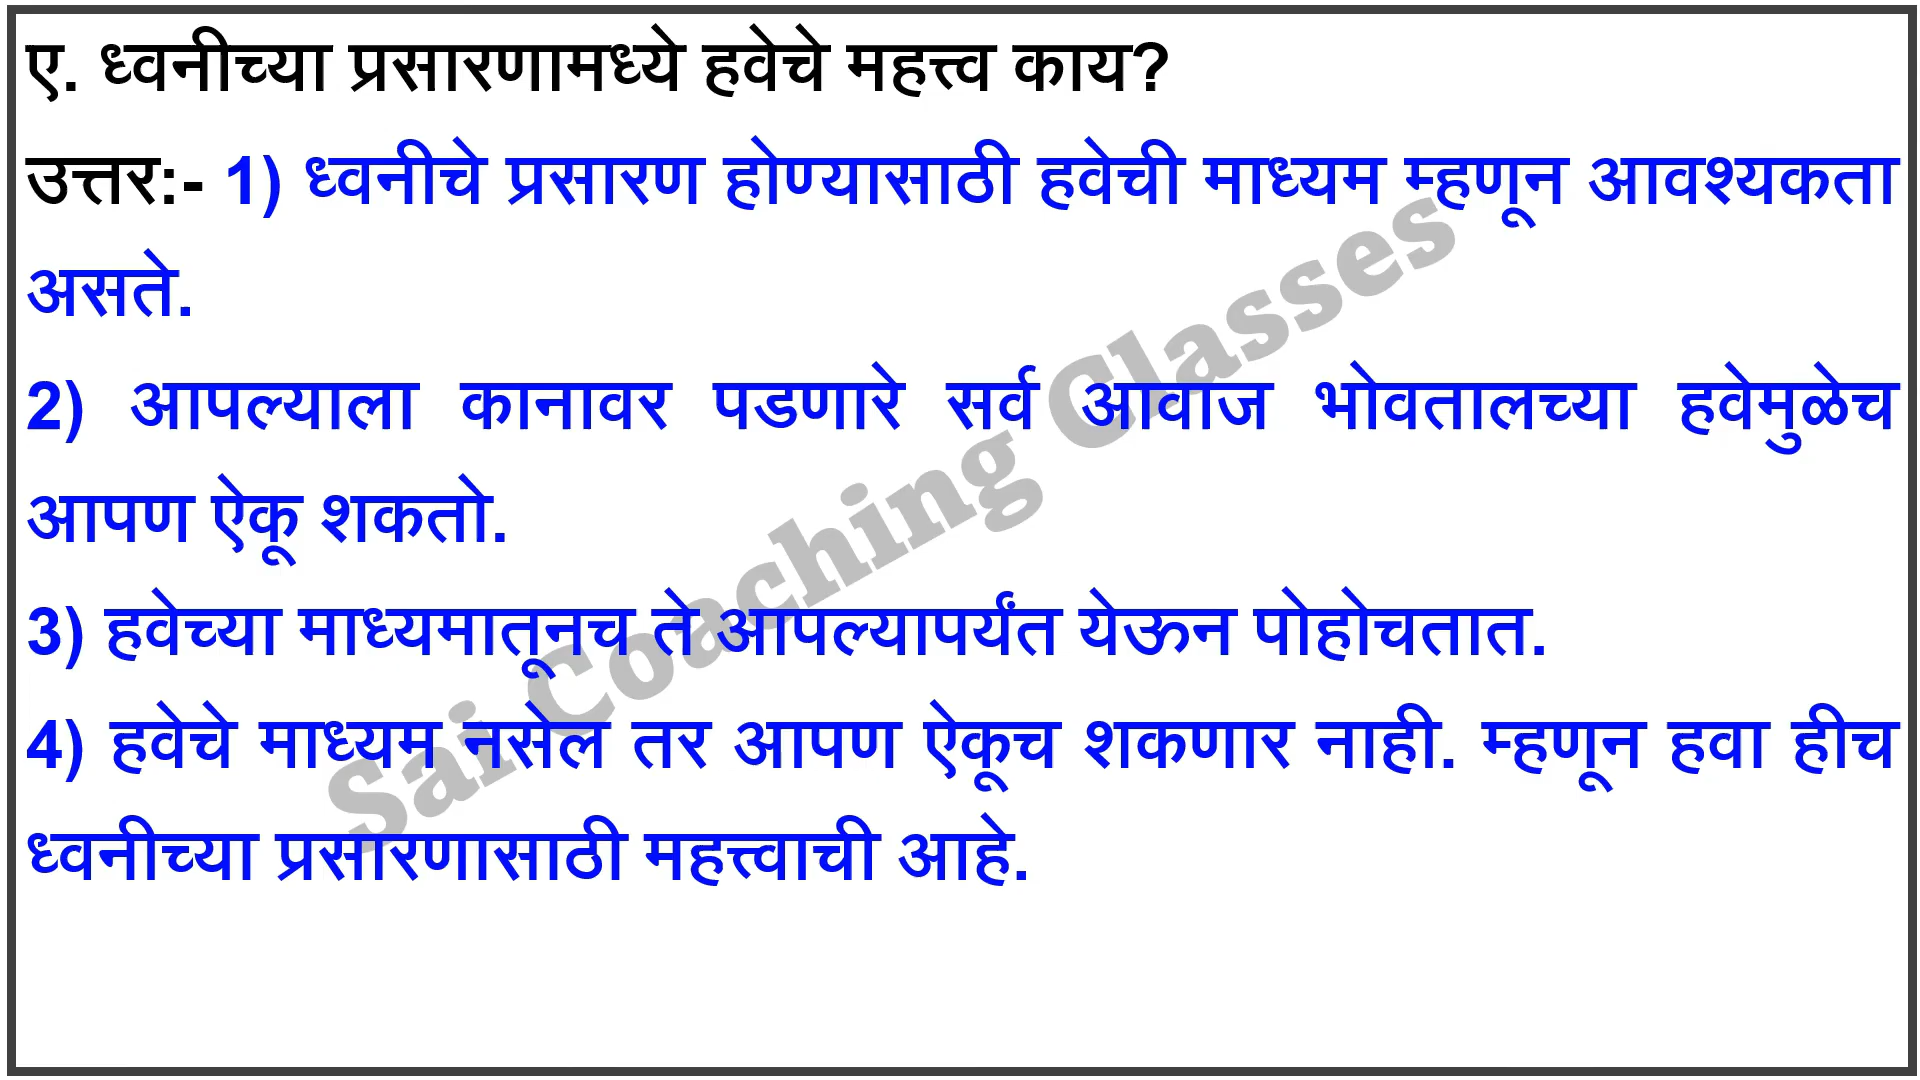 ए. ध्वनीच्या प्रसारणामध्ये हवेचे महत्त्व काय?
उत्तर:- 1) ध्वनीचे प्रसारण होण्यासाठी हवेची माध्यम म्हणून आवश्यकता
असते.
2) आपल्याला कानावर पडणारे सर्व आवाज भोवतालच्या हवेमुळेच
आपण ऐकू शकतो.
3) हवेच्या माध्यमातूनच ते आपल्यापर्यंत येऊन पोहोचतात.
4) हवेचे माध्यम नसेल तर आपण ऐकूच शकणार नाही. म्हणून हवा हीच
ध्वनीच्या प्रसारणासाठी महत्त्वाची आहे.
Sai Coaching Classes